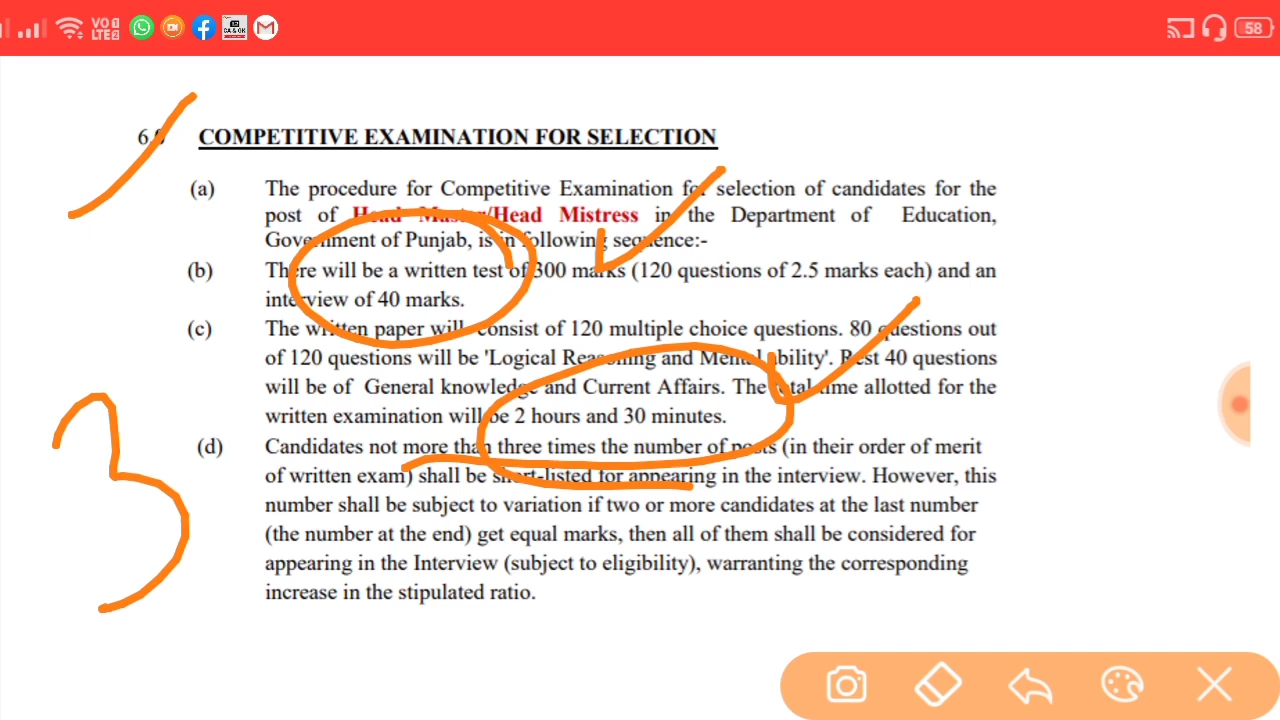 VO LTE2 CA & GK 58
6. COMPETITIVE EXAMINATION FOR SELECTION
(a) The procedure for Competitive Examination for selection of candidates for the
post of Head Master/Head Mistress in the Department of Education,
Government of Punjab, is in following sequence:-
(b) There will be a written test of 300 marks (120 questions of 2.5 marks each) and an
interview of 40 marks.
(c) The written paper will consist of 120 multiple choice questions. 80 questions out
of 120 questions will be 'Logical Reasoning and Mental ability'. Rest 40 questions
will be of General knowledge and Current Affairs. The total time allotted for the
written examination will be 2 hours and 30 minutes.
(d) Candidates not more than three times the number of posts (in their order of merit
of written exam) shall be short-listed for appearing in the interview. However, this
number shall be subject to variation if two or more candidates at the last number
(the number at the end) get equal marks, then all of them shall be considered for
appearing in the Interview (subject to eligibility), warranting the corresponding
increase in the stipulated ratio.
3